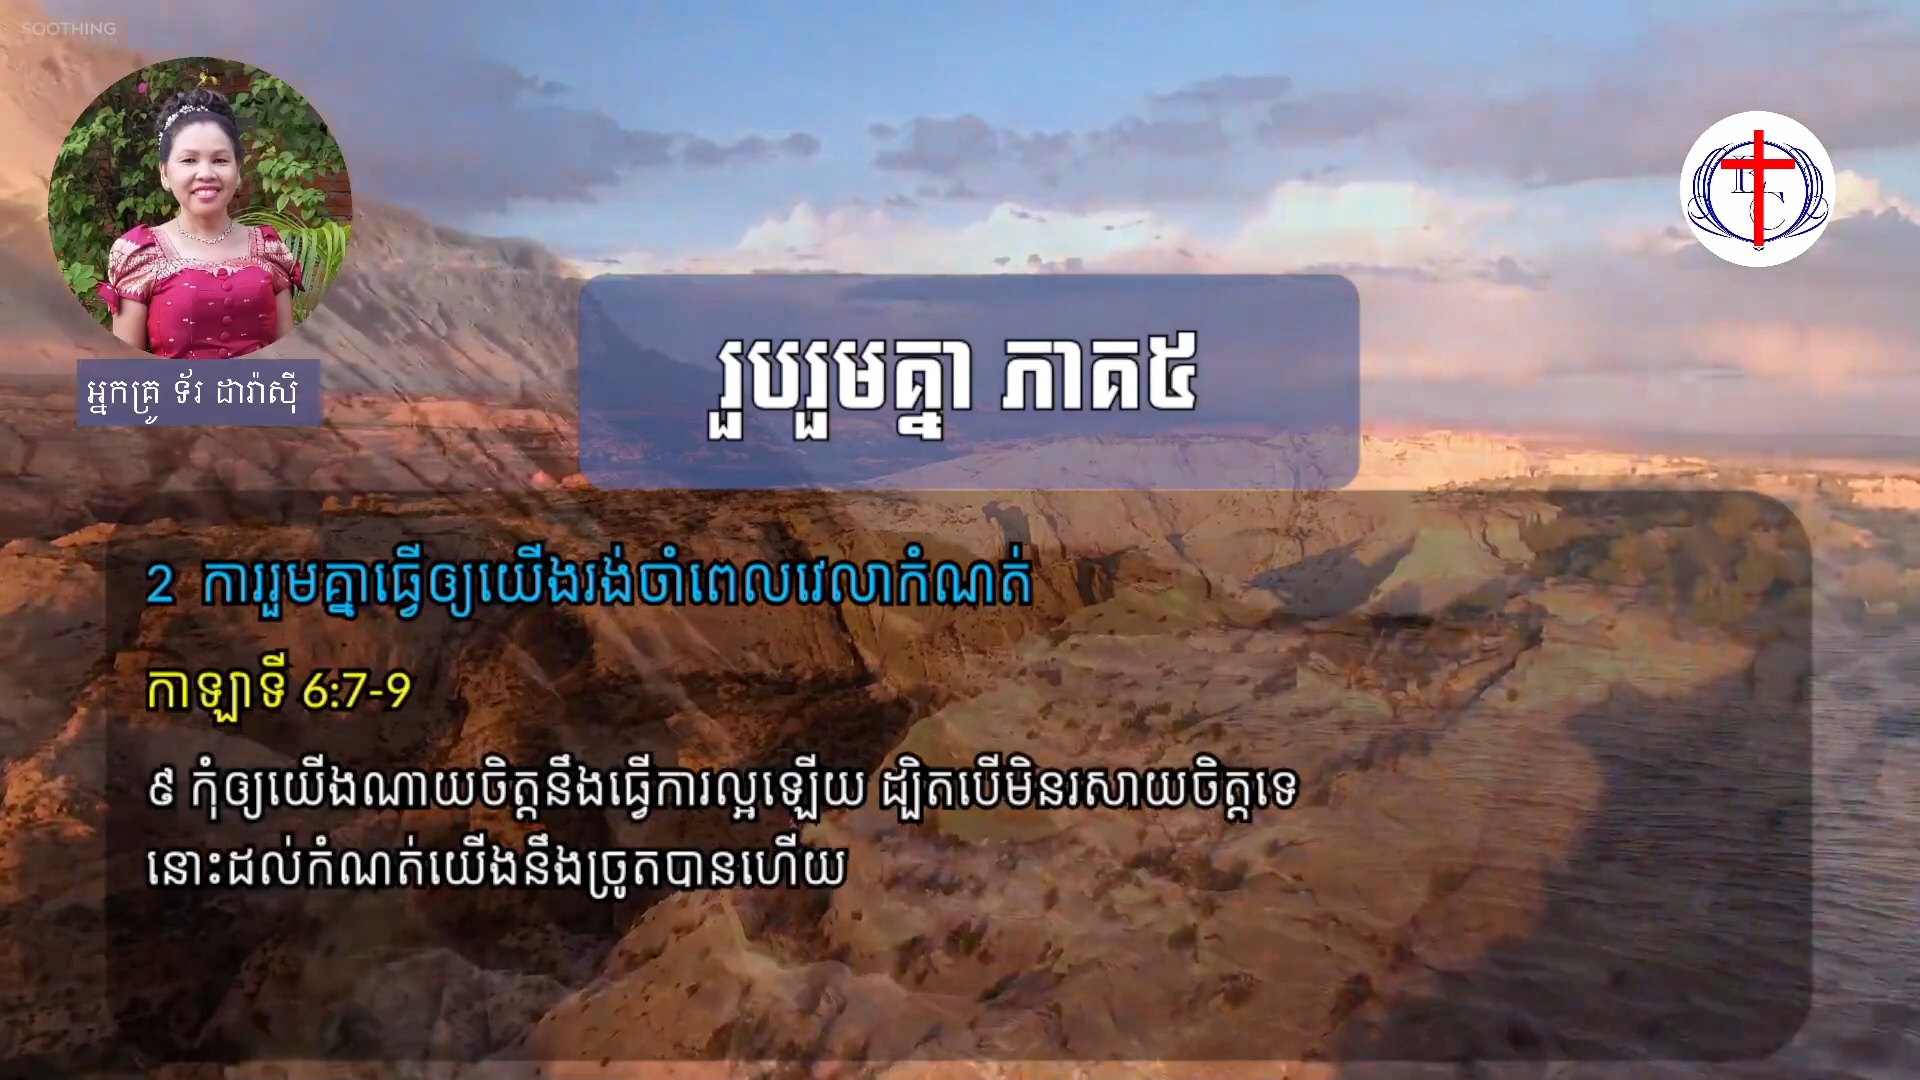 SOOTHING
អ្នកគ្រូ ទ័រ ដារ៉ាស៊ី
រួបរួមគ្នា ភាគ៥
2 ការរួមគ្នាធ្វើឲ្យយើងរង់ចាំពេលវេលាកំណត់
កាឡាទី 6:7-9
៩ កុំឲ្យយើងណាយចិត្តនឹងធ្វើការល្អឡើយ ដ្បិតបើមិនរសាយចិត្តទេ
នោះដល់កំណត់យើងនឹងច្រូតបានហើយ